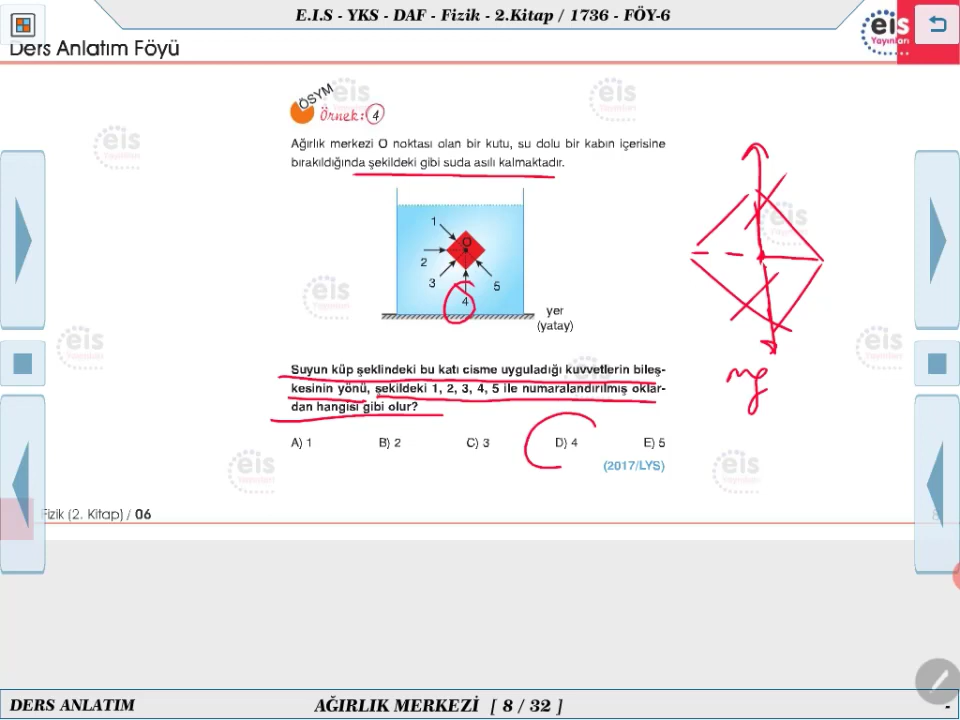 E.I.S - YKS - DAF - Fizik - 2.Kitap / 1736 - FÖY-6
Ders Anlatım Föyü
eis
Yayınları
ÖSYM
Örnek: 4
Ağırlık merkezi O noktası olan bir kutu, su dolu bir kabın içerisine
bırakıldığında şekildeki gibi suda asılı kalmaktadır.
1
O
2
3
4
5
yer
(yatay)
mg
Suyun küp şeklindeki bu katı cisme uyguladığı kuvvetlerin bileş-
kesinin yönü, şekildeki 1, 2, 3, 4, 5 ile numaralandırılmış oklar-
dan hangisi gibi olur?
A) 1 B) 2 C) 3 D) 4 E) 5
(2017/LYS)
Fizik (2. Kitap) / 06
DERS ANLATIM
AĞIRLIK MERKEZİ [ 8 / 32 ]
-